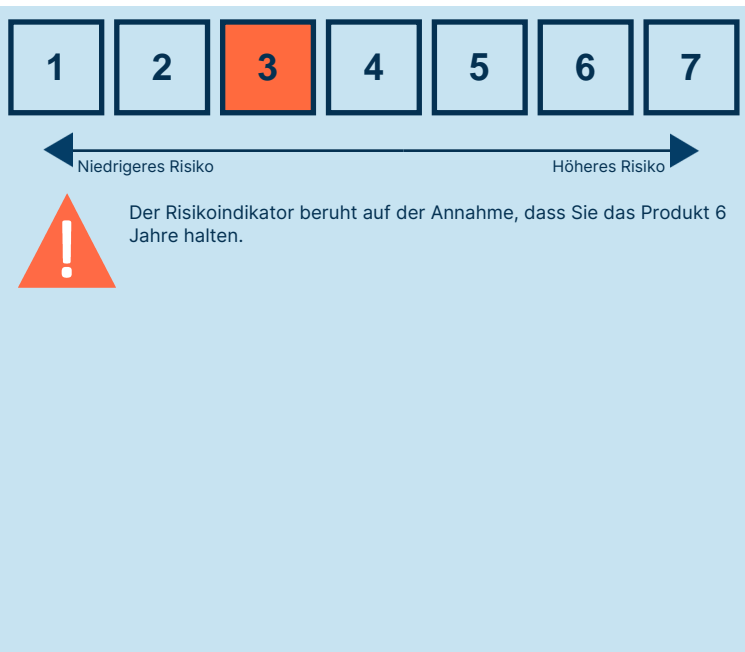 1 2 3 4 5 6 7
Niedrigeres Risiko Höheres Risiko
Der Risikoindikator beruht auf der Annahme, dass Sie das Produkt 6
Jahre halten.